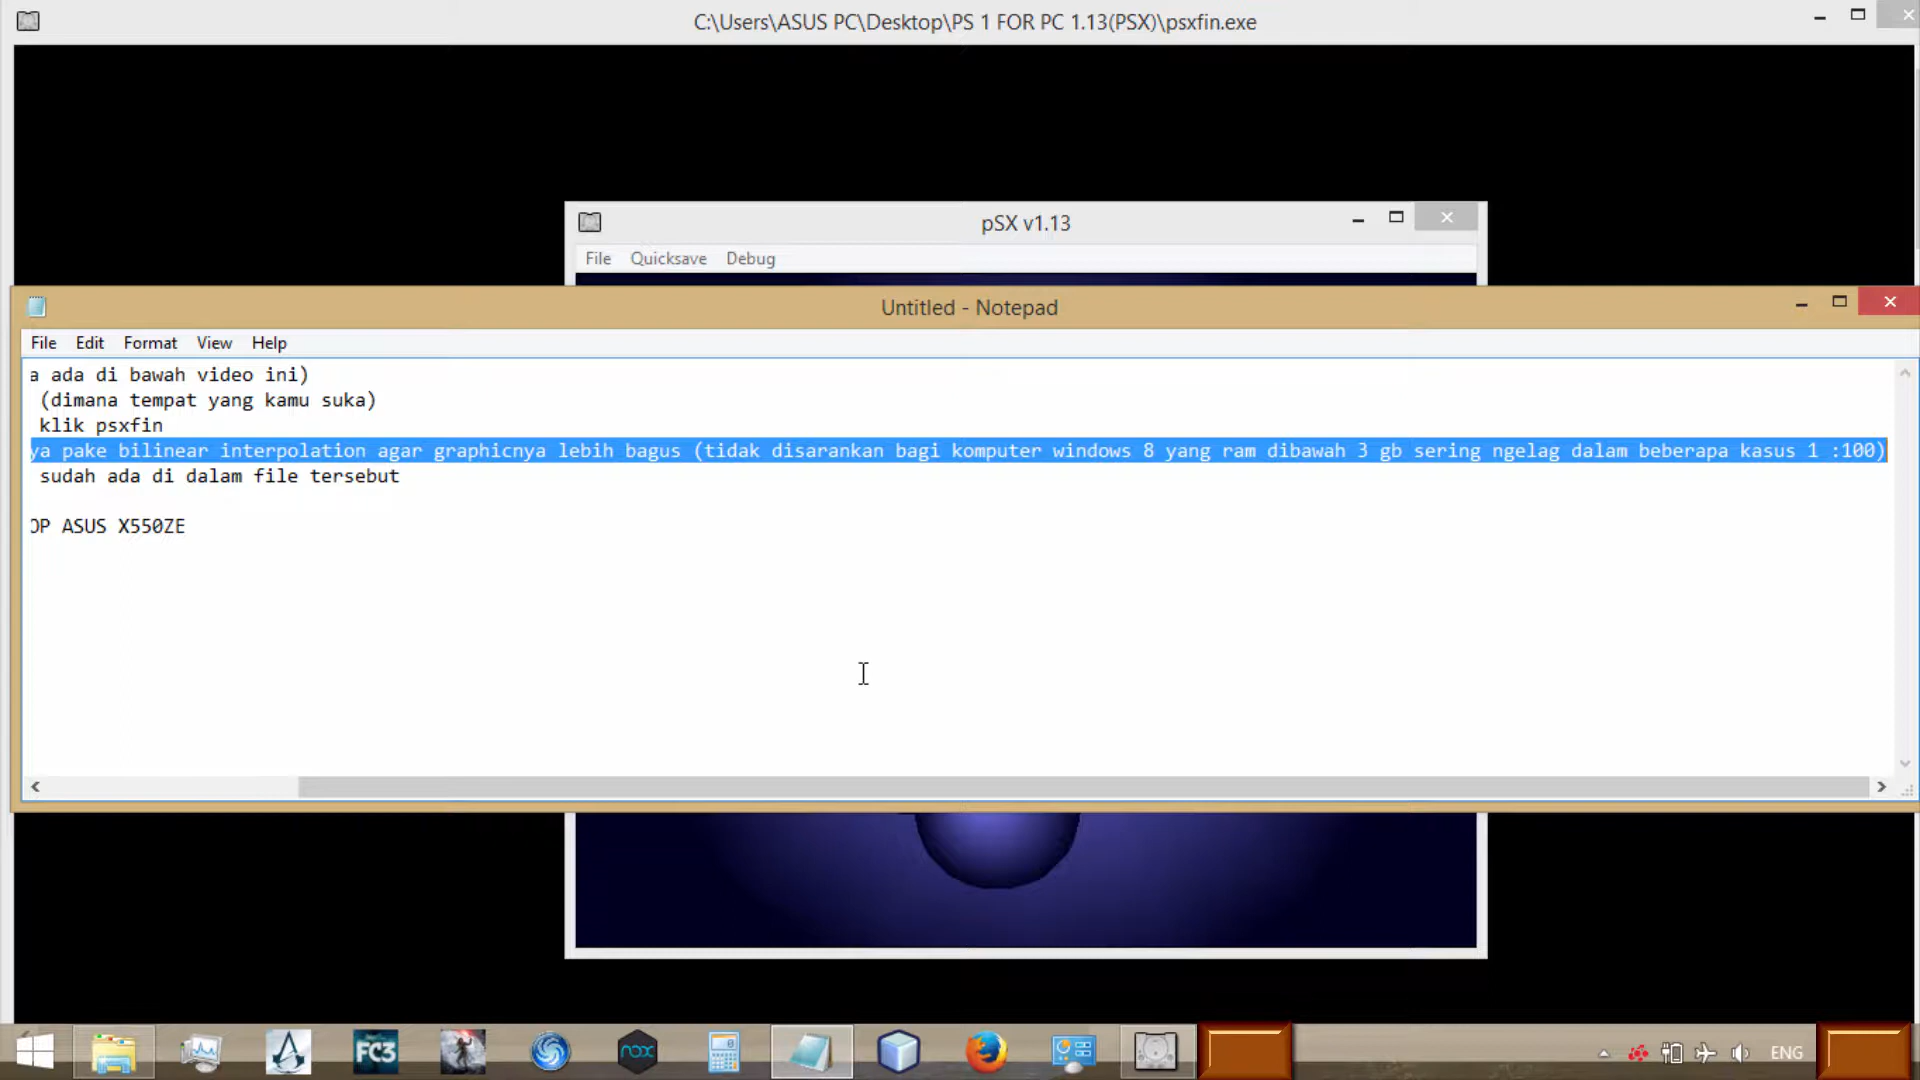 C:\Users\ASUS PC\Desktop\PS 1 FOR PC 1.13(PSX)\psxfin.exe
pSX v1.13
File Quicksave Debug
Untitled - Notepad
File Edit Format View Help
a ada di bawah video ini)
(dimana tempat yang kamu suka)
klik psxfin
ya pake bilinear interpolation agar graphicnya lebih bagus (tidak disarankan bagi komputer windows 8 yang ram dibawah 3 gb sering ngelag dalam beberapa kasus 1 :100)
sudah ada di dalam file tersebut
OP ASUS X550ZE
FC3
nox
ENG